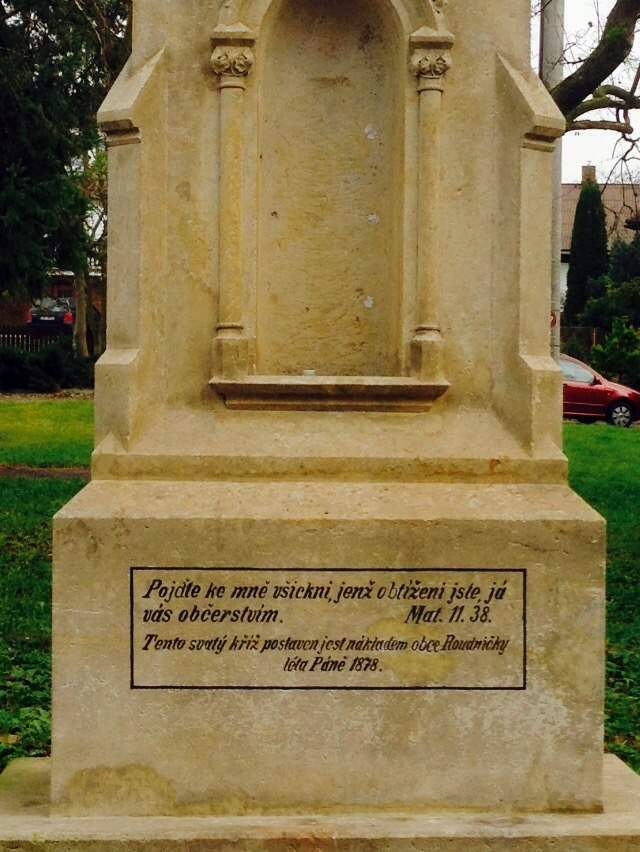 Pojďte ke mně všickni, jenž obtíženi jste, já
vás občerstvím. Mat. 11. 38.
Tento svatý kříž postaven jest nákladem obce Roudničky
léta Páně 1878.